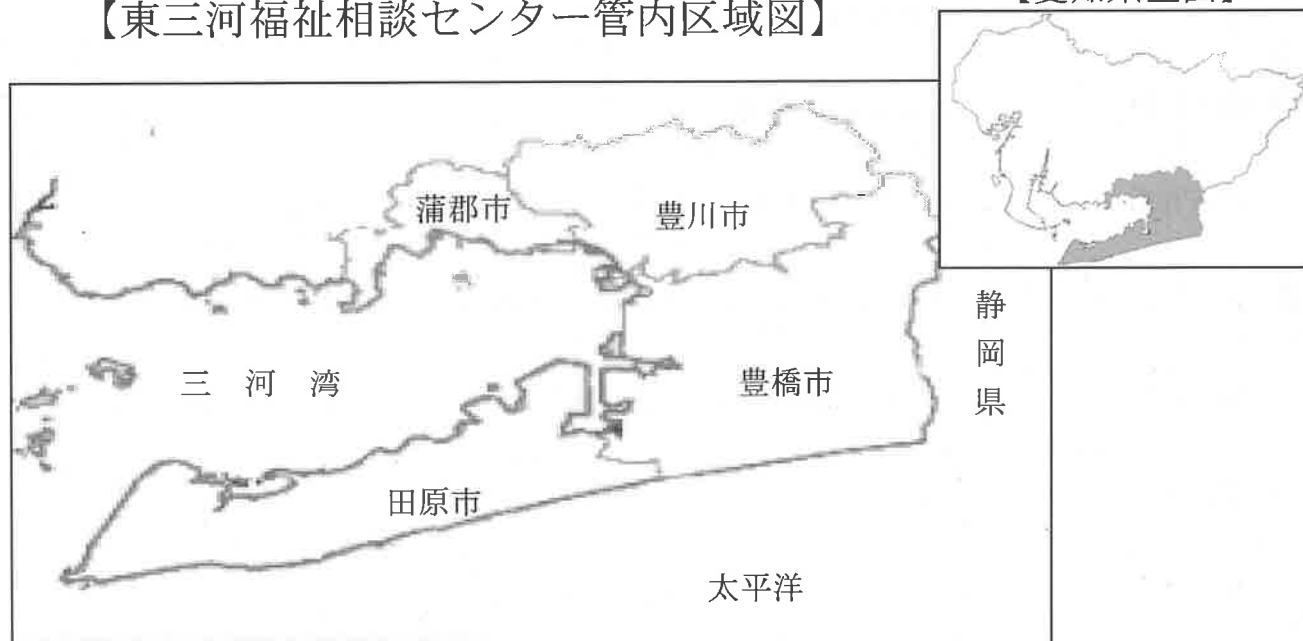 【東三河福祉相談センター管内区域図】
蒲郡市
豊川市
静岡県
三河湾
豊橋市
田原市
太平洋